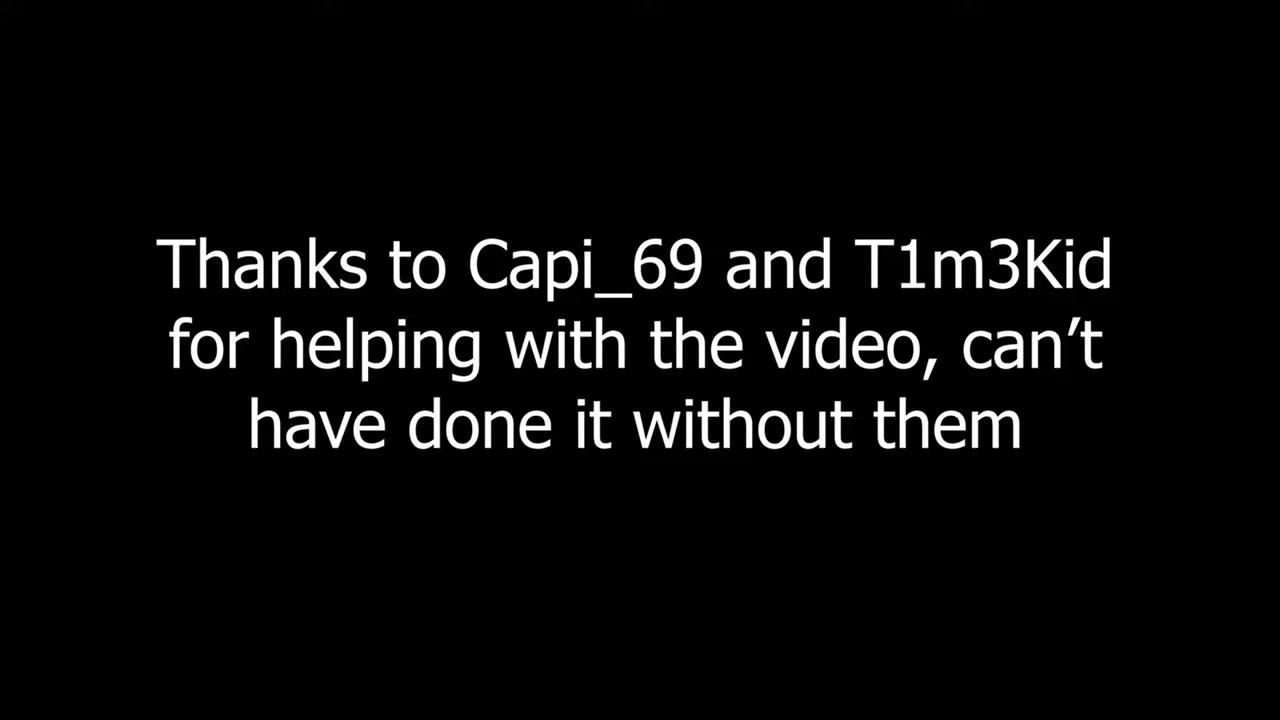 Thanks to Capi_69 and T1m3Kid
for helping with the video, can’t
have done it without them